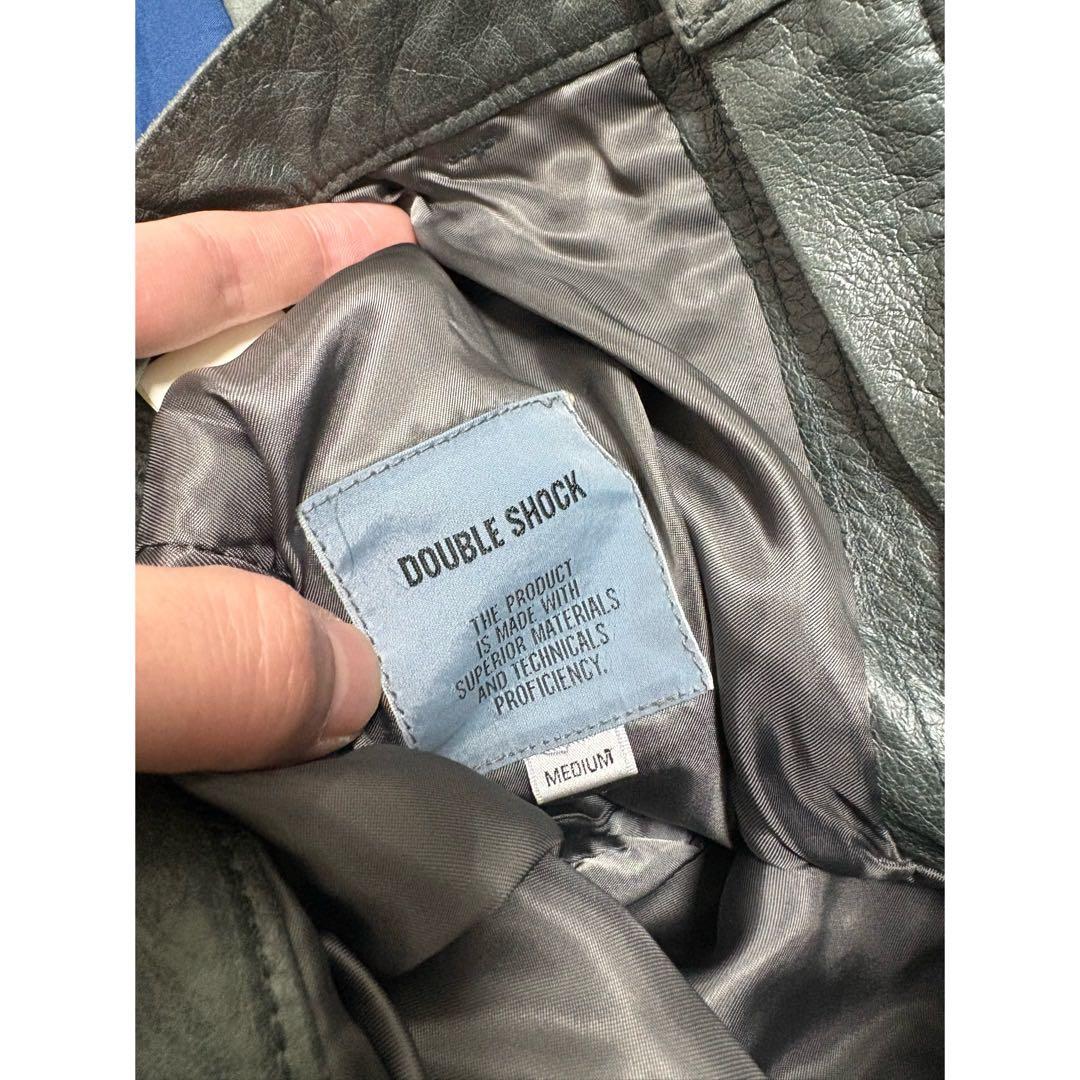 DOUBLE SHOCK
THE PRODUCT
IS MADE WITH
SUPERIOR MATERIALS
AND TECHNICALS
PROFICIENCY.
MEDIUM